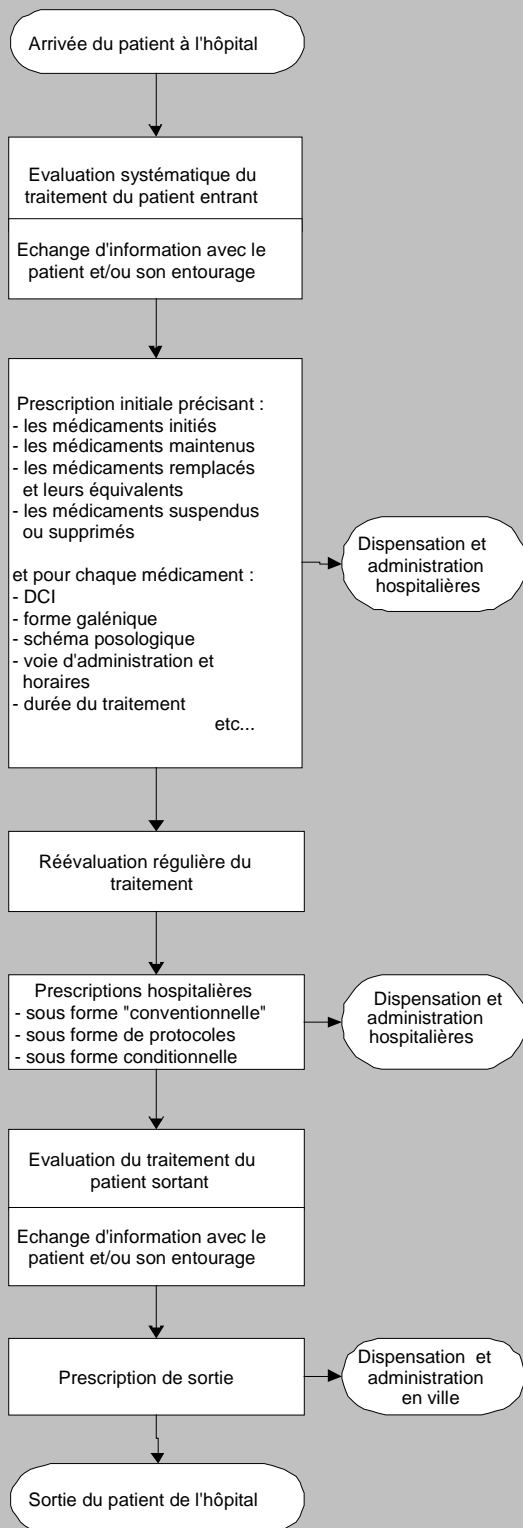 Arrivée du patient à l'hôpital
Evaluation systématique du
traitement du patient entrant
Echange d'information avec le
patient et/ou son entourage
Prescription initiale précisant :
- les médicaments initiés
- les médicaments maintenus
- les médicaments remplacés
et leurs équivalents
- les médicaments suspendus
ou supprimés
et pour chaque médicament :
- DCI
- forme galénique
- schéma posologique
- voie d'administration et
horaires
- durée du traitement
etc...
Dispensation et
administration
hospitalières
Réévaluation régulière du
traitement
Prescriptions hospitalières
- sous forme "conventionnelle"
- sous forme de protocoles
- sous forme conditionnelle
Dispensation et
administration
hospitalières
Evaluation du traitement du
patient sortant
Echange d'information avec le
patient et/ou son entourage
Prescription de sortie
Dispensation et
administration
en ville
Sortie du patient de l'hôpital